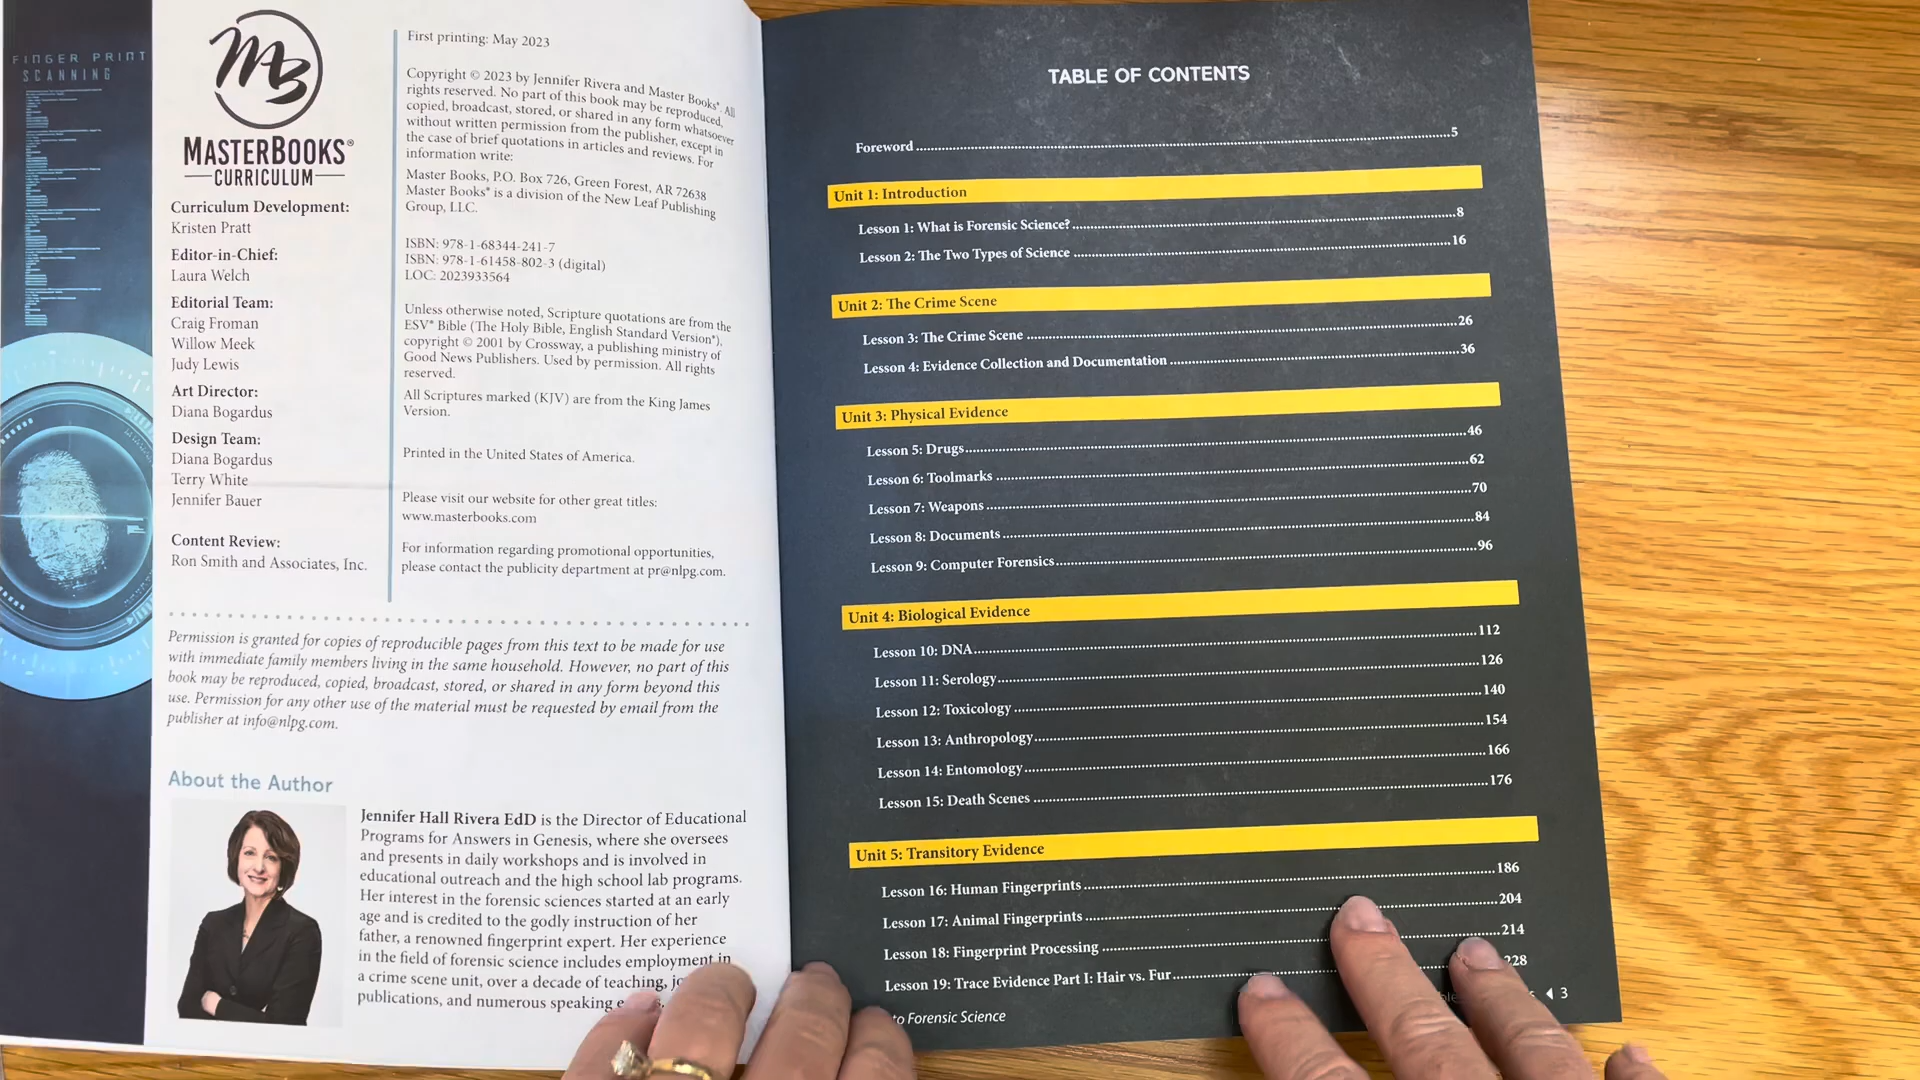 FINGER PRINT
SCANNING
MB
MASTERBOOKS®
CURRICULUM
Curriculum Development:
Kristen Pratt
Editor-in-Chief:
Laura Welch
Editorial Team:
Craig Froman
Willow Meek
Judy Lewis
Art Director:
Diana Bogardus
Design Team:
Diana Bogardus
Terry White
Jennifer Bauer
Content Review:
Ron Smith and Associates, Inc.
First printing: May 2023
Copyright © 2023 by Jennifer Rivera and Master Books®. All
rights reserved. No part of this book may be reproduced,
copied, broadcast, stored, or shared in any form whatsoever
without written permission from the publisher, except in
the case of brief quotations in articles and reviews. For
information write:
Master Books, P.O. Box 726, Green Forest, AR 72638
Master Books® is a division of the New Leaf Publishing
Group, LLC.
ISBN: 978-1-68344-241-7
ISBN: 978-1-61458-802-3 (digital)
LOC: 2023933564
Unless otherwise noted, Scripture quotations are from the
ESV® Bible (The Holy Bible, English Standard Version®),
copyright © 2001 by Crossway, a publishing ministry of
Good News Publishers. Used by permission. All rights
reserved.
All Scriptures marked (KJV) are from the King James
Version.
Printed in the United States of America.
Please visit our website for other great titles:
www.masterbooks.com
For information regarding promotional opportunities,
please contact the publicity department at pr@nlpg.com.
Permission is granted for copies of reproducible pages from this text to be made for use
with immediate family members living in the same household. However, no part of this
book may be reproduced, copied, broadcast, stored, or shared in any form beyond this
use. Permission for any other use of the material must be requested by email from the
publisher at info@nlpg.com.
About the Author
Jennifer Hall Rivera EdD is the Director of Educational
Programs for Answers in Genesis, where she oversees
and presents in daily workshops and is involved in
educational outreach and the high school lab programs.
Her interest in the forensic sciences started at an early
age and is credited to the godly instruction of her
father, a renowned fingerprint expert. Her experience
in the field of forensic science includes employment in
a crime scene unit, over a decade of teaching,
publications, and numerous speaking
TABLE OF CONTENTS
Foreword 5
Unit 1: Introduction
Lesson 1: What is Forensic Science? 8
Lesson 2: The Two Types of Science 16
Unit 2: The Crime Scene
Lesson 3: The Crime Scene 26
Lesson 4: Evidence Collection and Documentation 36
Unit 3: Physical Evidence
Lesson 5: Drugs 46
Lesson 6: Toolmarks 62
Lesson 7: Weapons 70
Lesson 8: Documents 84
Lesson 9: Computer Forensics 96
Unit 4: Biological Evidence
Lesson 10: DNA 112
Lesson 11: Serology 126
Lesson 12: Toxicology 140
Lesson 13: Anthropology 154
Lesson 14: Entomology 166
Lesson 15: Death Scenes 176
Unit 5: Transitory Evidence
Lesson 16: Human Fingerprints 186
Lesson 17: Animal Fingerprints 204
Lesson 18: Fingerprint Processing 214
Lesson 19: Trace Evidence Part I: Hair vs. Fur 228
to Forensic Science
3